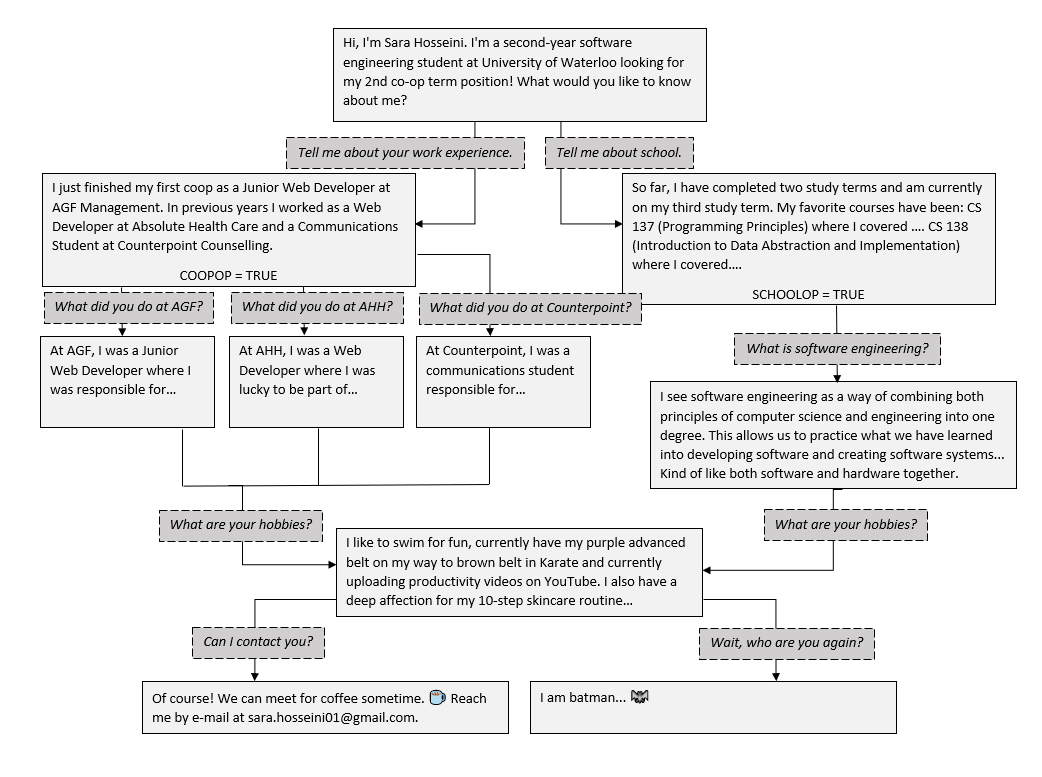 Hi, I'm Sara Hosseini. I'm a second-year software
engineering student at University of Waterloo looking for
my 2nd co-op term position! What would you like to know
about me?
Tell me about your work experience.
Tell me about school.
I just finished my first coop as a Junior Web Developer at
AGF Management. In previous years I worked as a Web
Developer at Absolute Health Care and a Communications
Student at Counterpoint Counselling.
COOPOP = TRUE
So far, I have completed two study terms and am currently
on my third study term. My favorite courses have been: CS
137 (Programming Principles) where I covered .... CS 138
(Introduction to Data Abstraction and Implementation)
where I covered....
SCHOOLOP = TRUE
What did you do at AGF?
What did you do at AHH?
What did you do at Counterpoint?
What is software engineering?
At AGF, I was a Junior
Web Developer where I
was responsible for...
At AHH, I was a Web
Developer where I was
lucky to be part of...
At Counterpoint, I was a
communications student
responsible for...
I see software engineering as a way of combining both
principles of computer science and engineering into one
degree. This allows us to practice what we have learned
into developing software and creating software systems...
Kind of like both software and hardware together.
What are your hobbies?
What are your hobbies?
I like to swim for fun, currently have my purple advanced
belt on my way to brown belt in Karate and currently
uploading productivity videos on YouTube. I also have a
deep affection for my 10-step skincare routine...
Can I contact you?
Wait, who are you again?
Of course! We can meet for coffee sometime. ☕ Reach
me by e-mail at sara.hosseini01@gmail.com.
I am batman... 🦇